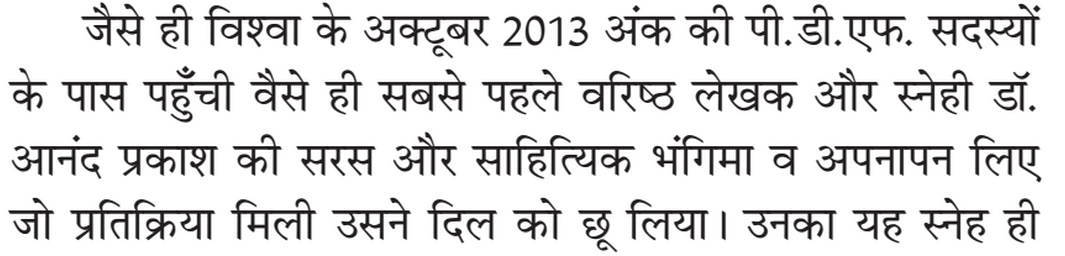 जैसे ही विश्वा के अक्टूबर 2013 अंक की पी.डी.एफ. सदस्यों
के पास पहुँची वैसे ही सबसे पहले वरिष्ठ लेखक और स्नेही डॉ.
आनंद प्रकाश की सरस और साहित्यिक भंगिमा व अपनापन लिए
जो प्रतिक्रिया मिली उसने दिल को छू लिया। उनका यह स्नेह ही